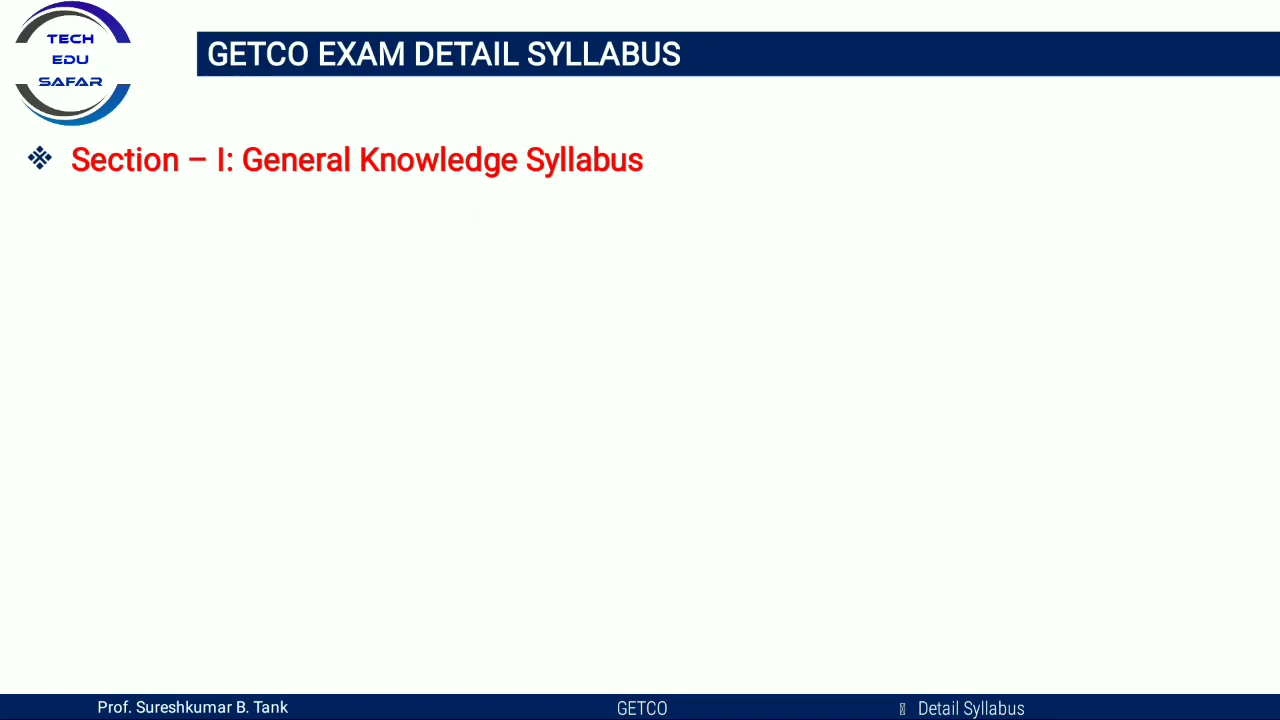 TECH
EDU
SAFAR
GETCO EXAM DETAIL SYLLABUS
Section – I: General Knowledge Syllabus
Prof. Sureshkumar B. Tank
GETCO
Detail Syllabus